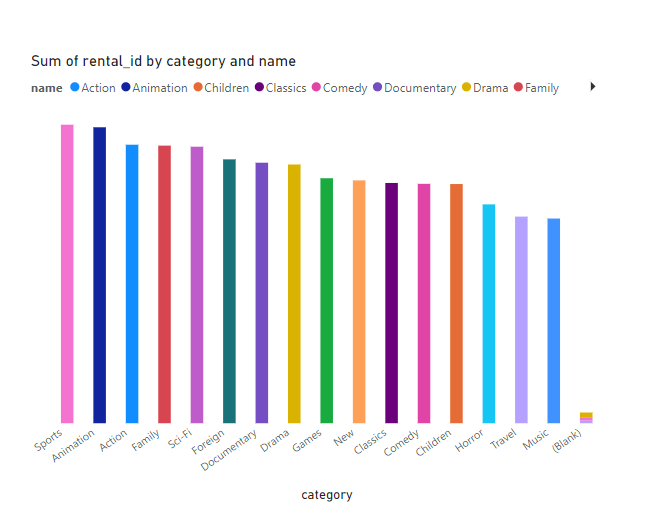 Sum of rental_id by category and name
name Action Animation Children Classics Comedy Documentary Drama Family
Sports Animation Action Family Sci-Fi Foreign Documentary Drama Games New Classics Comedy Children Horror Travel Music (Blank)
category